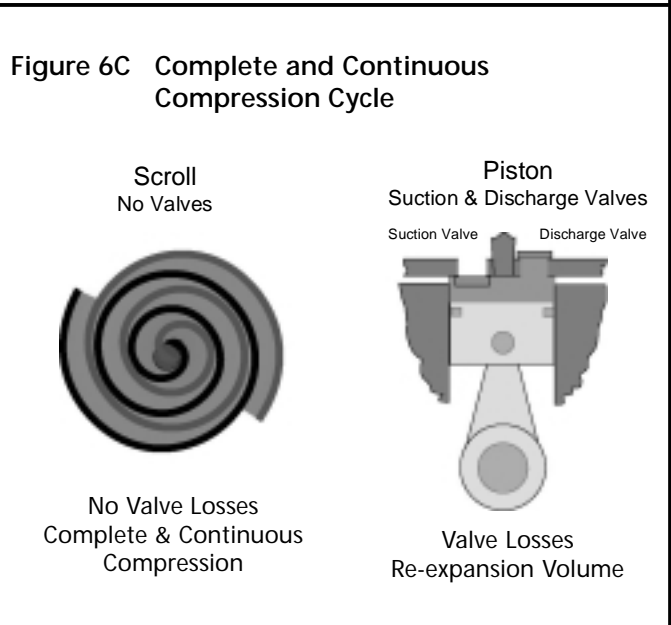 Figure 6C Complete and Continuous
Compression Cycle
Scroll
No Valves
No Valve Losses
Complete & Continuous
Compression
Piston
Suction & Discharge Valves
Suction Valve
Discharge Valve
Valve Losses
Re-expansion Volume